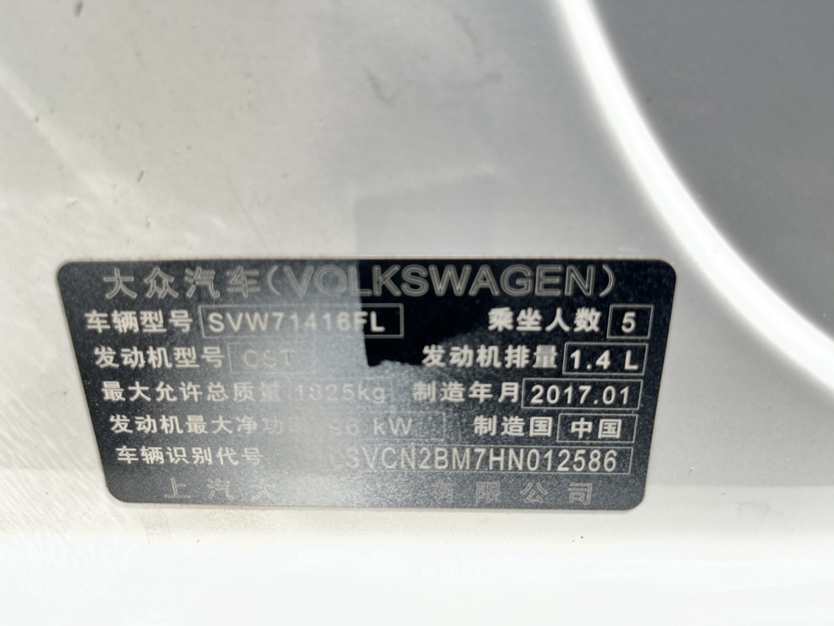 大众汽车(VOLKSWAGEN)
车辆型号 SVW71416FL 乘坐人数 5
发动机型号 CST 发动机排量 1.4 L
最大允许总质量 1825kg 制造年月 2017.01
发动机最大净功 96 kW 制造国 中国
车辆识别代号 SVCN2BM7HN012586
上汽大 有限公司